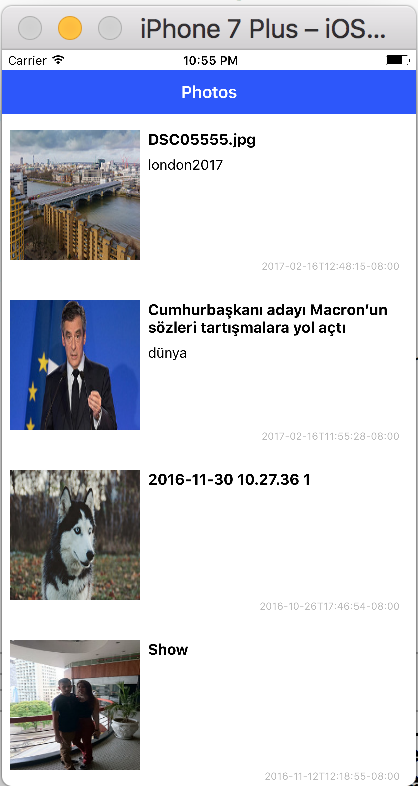 iPhone 7 Plus – iOS...
Carrier 10:55 PM
Photos
DSC05555.jpg
london2017
2017-02-16T12:48:15-08:00
Cumhurbaşkanı adayı Macron'un
sözleri tartışmalara yol açtı
dünya
2017-02-16T11:55:28-08:00
2016-11-30 10.27.36 1
2016-10-26T17:46:54-08:00
Show
2016-11-12T12:18:55-08:00